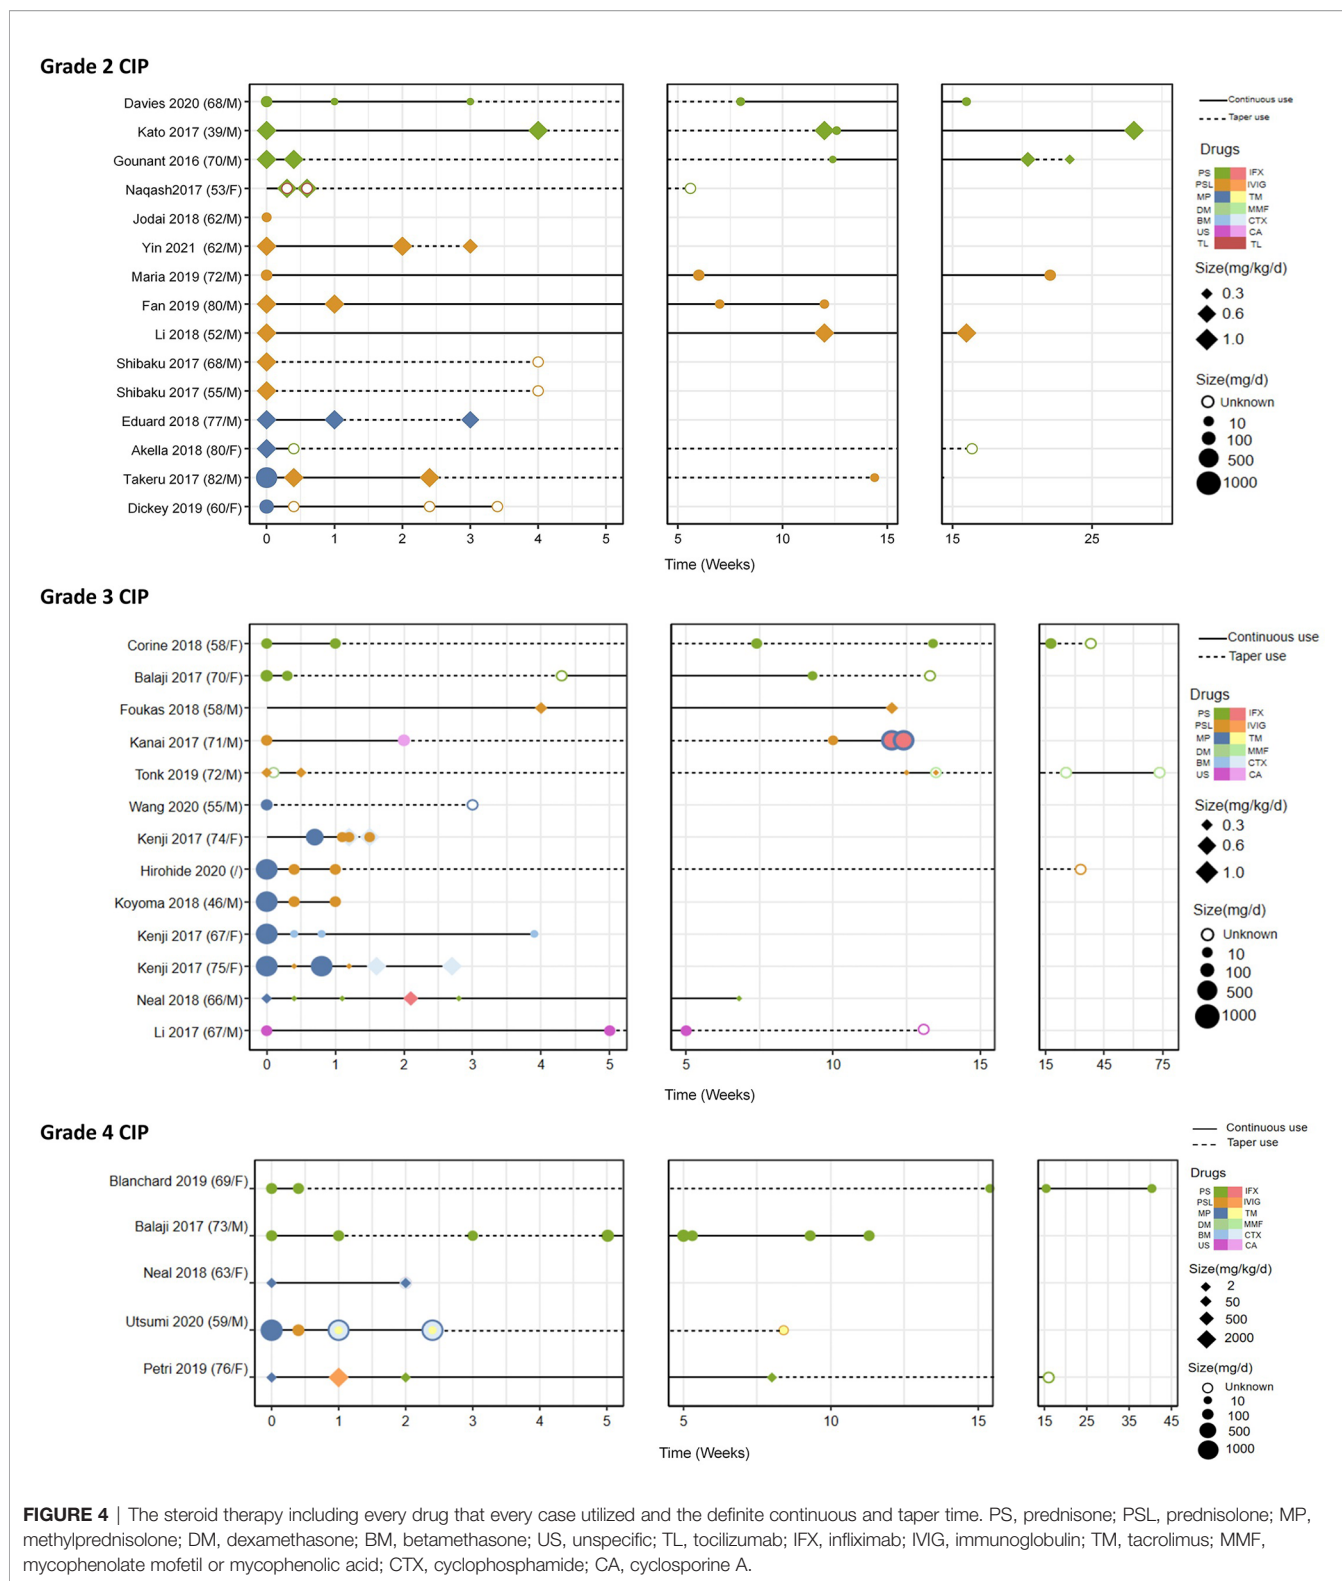 Grade 2 CIP
Davies 2020 (68/M)
Kato 2017 (39/M)
Gounant 2016 (70/M)
Naqash2017 (53/F)
Jodai 2018 (62/M)
Yin 2021 (62/M)
Maria 2019 (72/M)
Fan 2019 (80/M)
Li 2018 (52/M)
Shibaku 2017 (68/M)
Shibaku 2017 (55/M)
Eduard 2018 (77/M)
Akella 2018 (80/F)
Takeru 2017 (82/M)
Dickey 2019 (60/F)
0 1 2 3 4 5 5 10 15 15 25
Time (Weeks)
Continuous use
Taper use
Drugs
PS IFX
PSL IVIG
MP TM
DM MMF
BM CTX
US CA
TL TL
Size(mg/kg/d)
0.3
0.6
1.0
Size(mg/d)
Unknown
10
100
500
1000
Grade 3 CIP
Corine 2018 (58/F)
Balaji 2017 (70/F)
Foukas 2018 (58/M)
Kanai 2017 (71/M)
Tonk 2019 (72/M)
Wang 2020 (55/M)
Kenji 2017 (74/F)
Hirohide 2020 (/)
Koyoma 2018 (46/M)
Kenji 2017 (67/F)
Kenji 2017 (75/F)
Neal 2018 (66/M)
Li 2017 (67/M)
0 1 2 3 4 5 5 10 15 15 45 75
Time (Weeks)
Continuous use
Taper use
Drugs
PS IFX
PSL IVIG
MP TM
DM MMF
BM CTX
US CA
Size(mg/kg/d)
0.3
0.6
1.0
Size(mg/d)
Unknown
10
100
500
1000
Grade 4 CIP
Blanchard 2019 (69/F)
Balaji 2017 (73/M)
Neal 2018 (63/F)
Utsumi 2020 (59/M)
Petri 2019 (76/F)
0 1 2 3 4 5 5 10 15 15 25 35 45
Time (Weeks)
Continuous use
Taper use
Drugs
PS IFX
PSL IVIG
MP TM
DM MMF
BM CTX
US CA
Size(mg/kg/d)
2
50
500
2000
Size(mg/d)
Unknown
10
100
500
1000
FIGURE 4 | The steroid therapy including every drug that every case utilized and the definite continuous and taper time. PS, prednisone; PSL, prednisolone; MP,
methylprednisolone; DM, dexamethasone; BM, betamethasone; US, unspecific; TL, tocilizumab; IFX, infliximab; IVIG, immunoglobulin; TM, tacrolimus; MMF,
mycophenolate mofetil or mycophenolic acid; CTX, cyclophosphamide; CA, cyclosporine A.